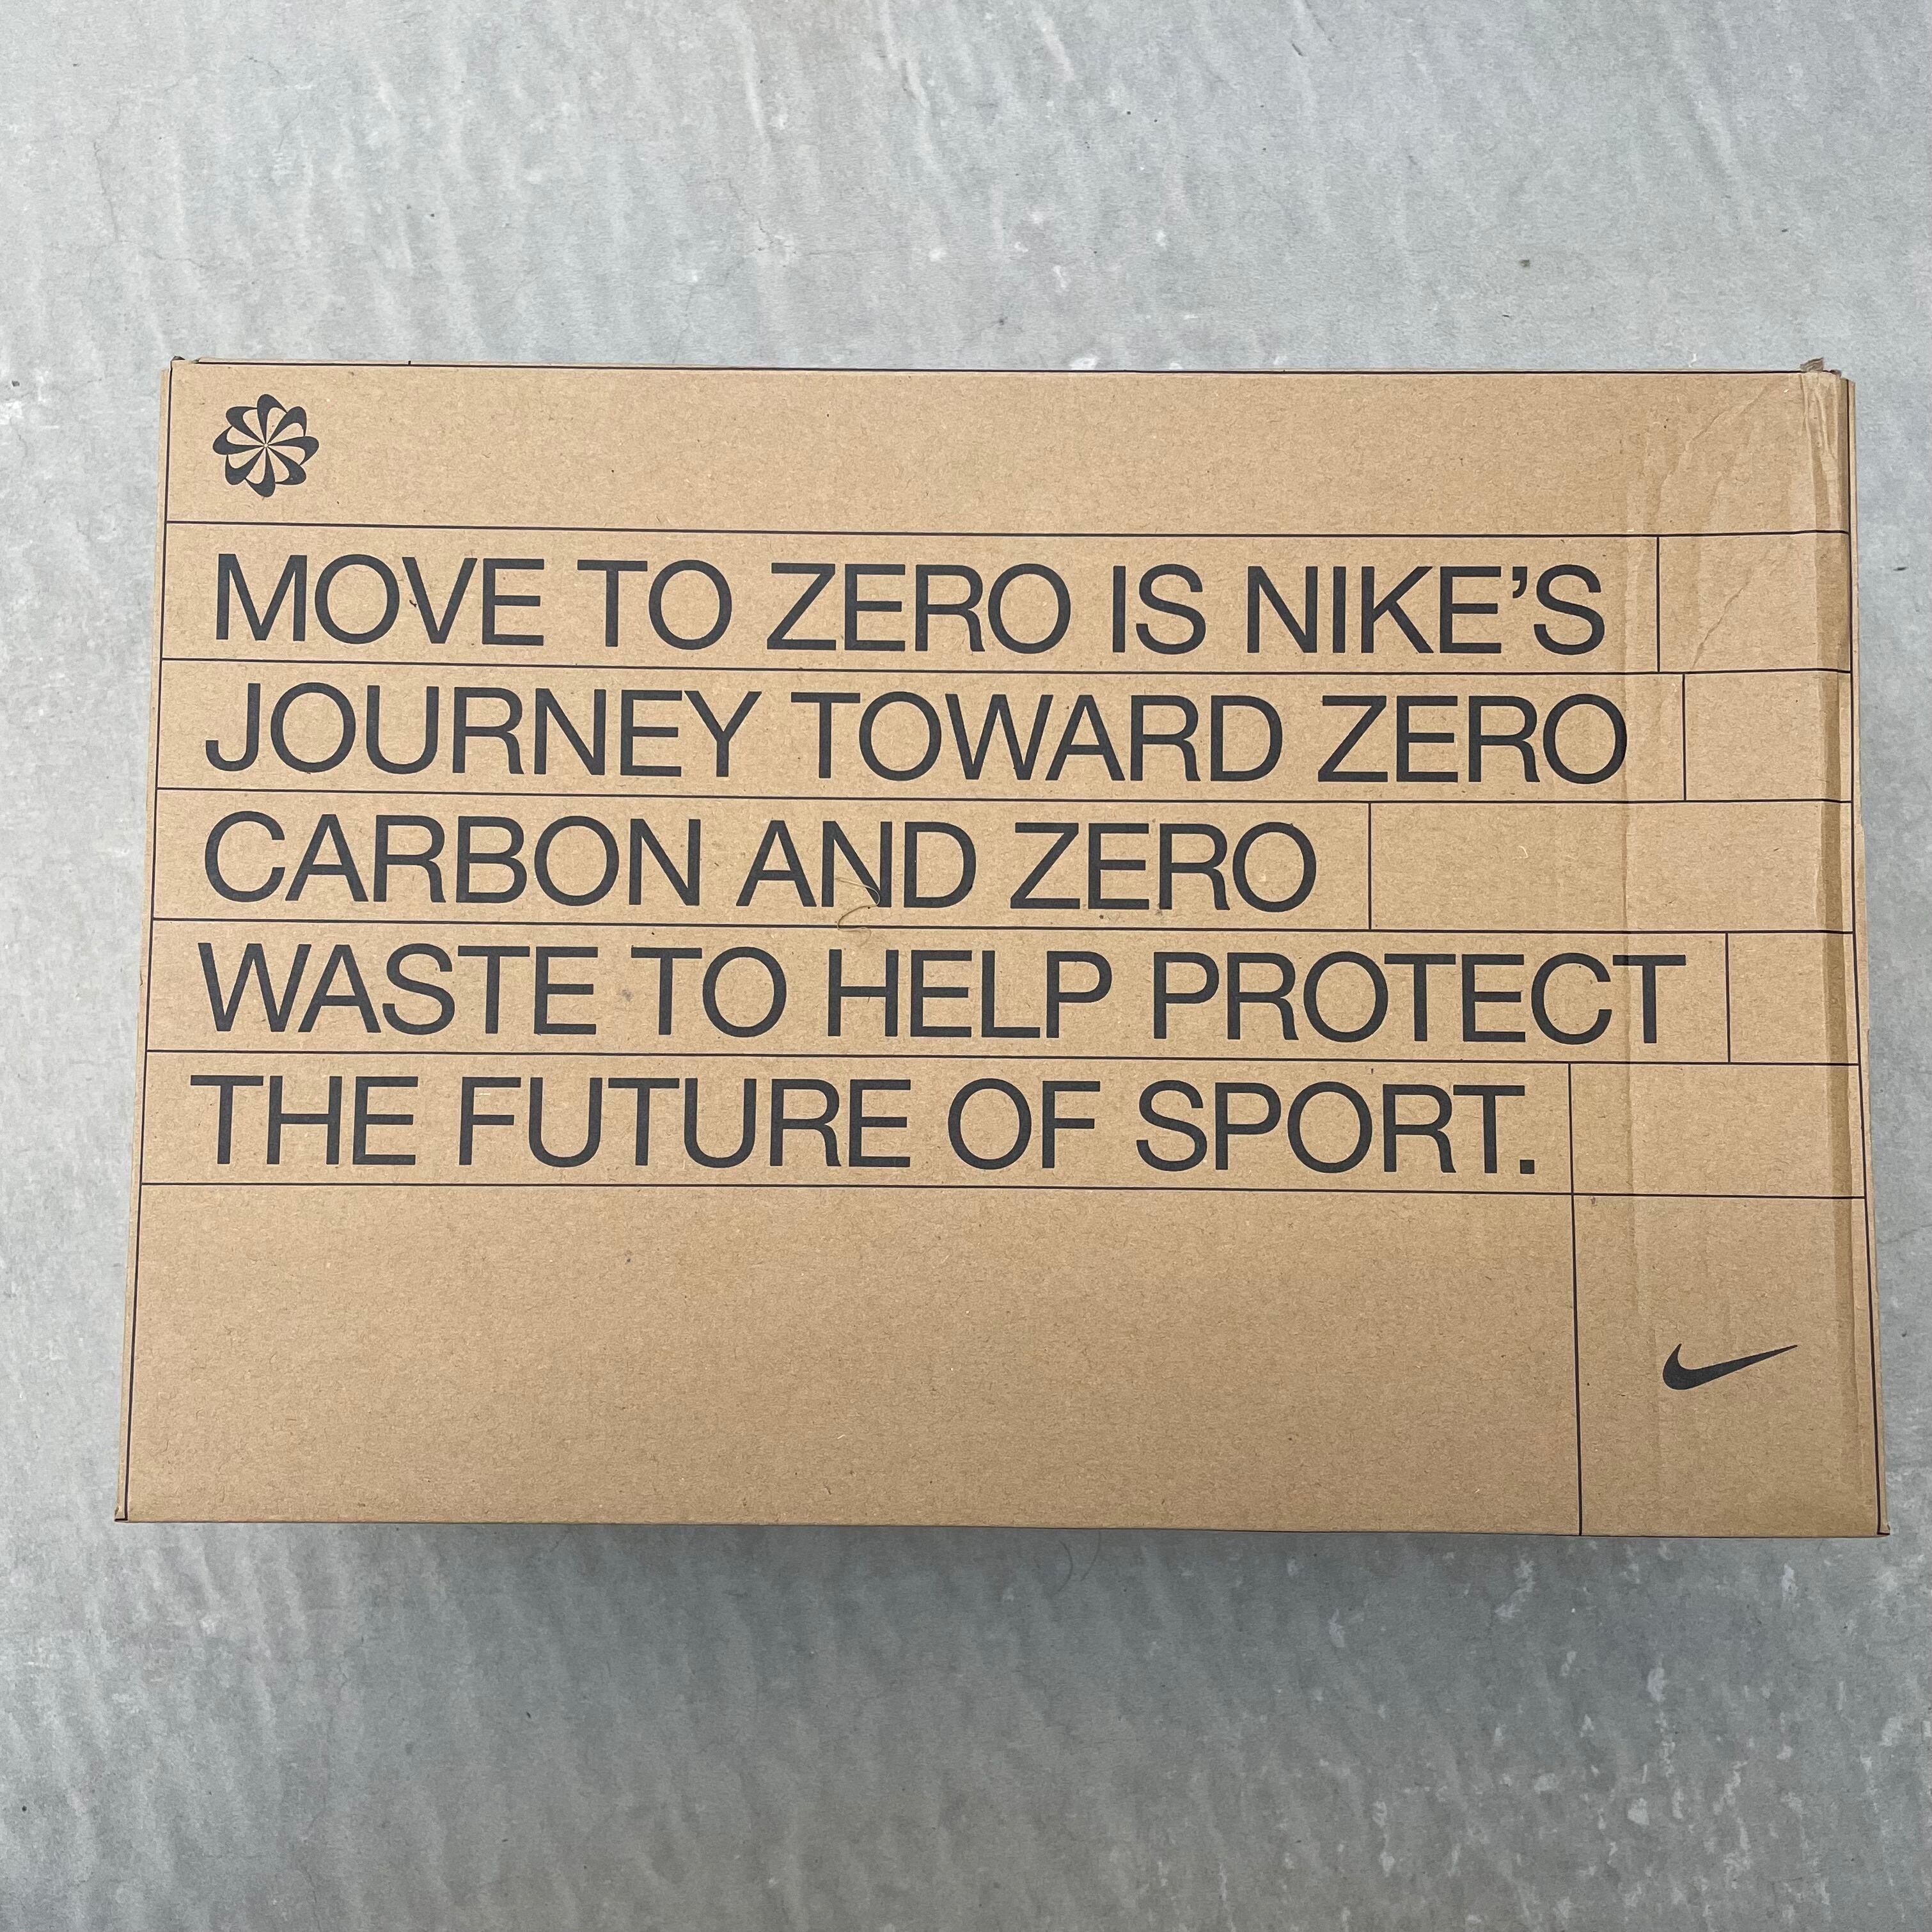 MOVE TO ZERO IS NIKE’S
JOURNEY TOWARD ZERO
CARBON AND ZERO
WASTE TO HELP PROTECT
THE FUTURE OF SPORT.